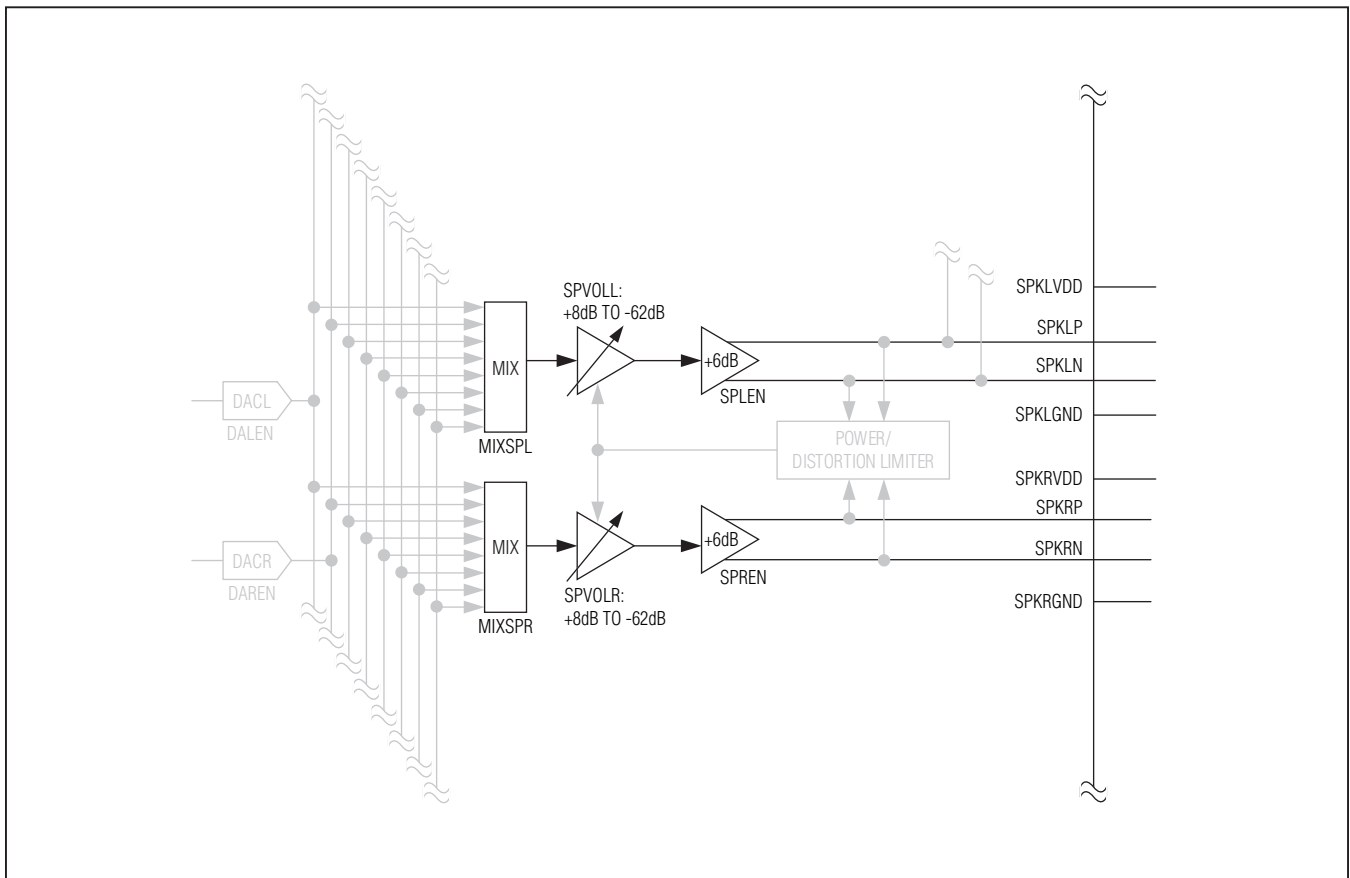 SPVOLL:
+8dB TO -62dB
SPKLVDD
SPKLP
MIX
+6dB
SPKLN
SPLEN
DACL
DALEN
SPKLGND
MIXSPL
POWER/
DISTORTION LIMITER
SPKRVDD
SPKRP
MIX
+6dB
SPKRN
DACR
DAREN
SPREN
SPVOLR:
+8dB TO -62dB
SPKRGND
MIXSPR